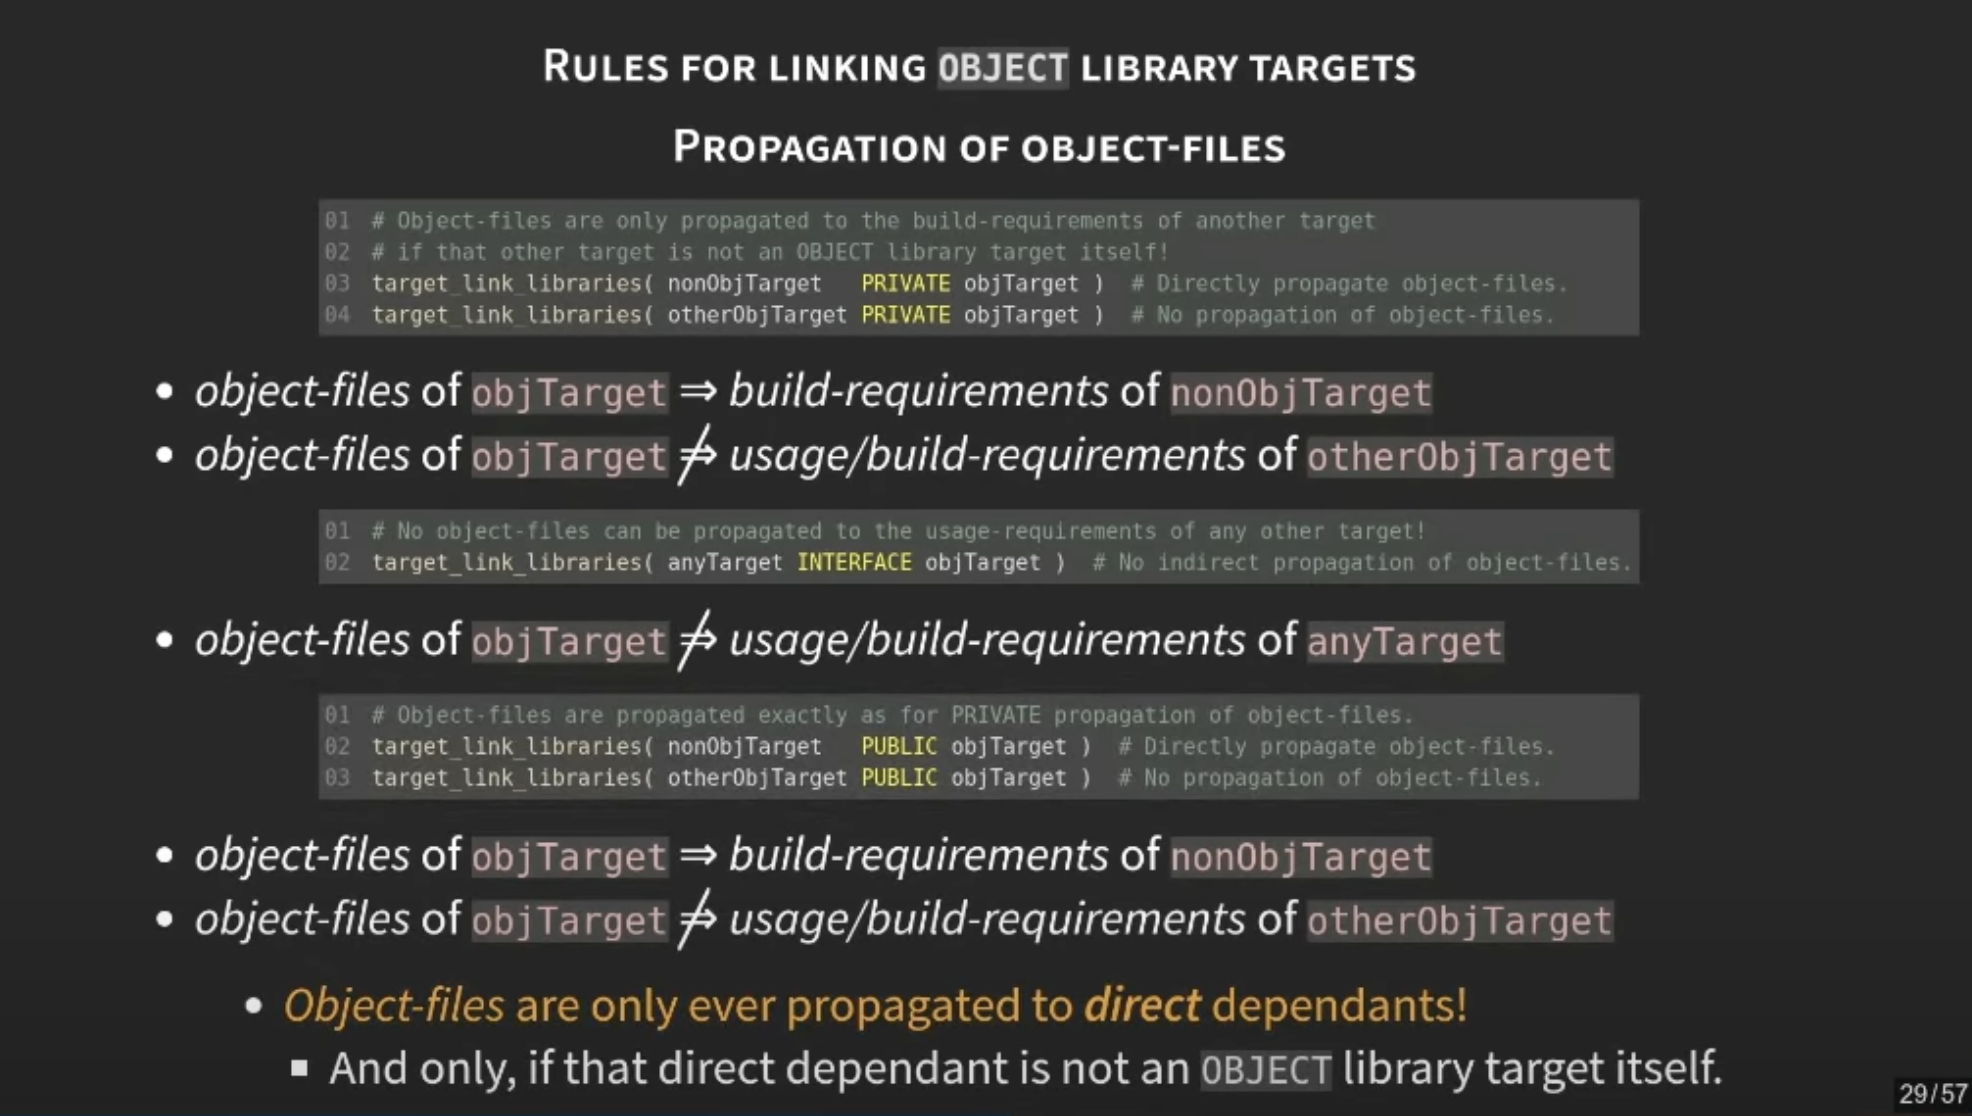 RULES FOR LINKING OBJECT LIBRARY TARGETS
PROPAGATION OF OBJECT-FILES
01 # Object-files are only propagated to the build-requirements of another target
02 # if that other target is not an OBJECT library target itself!
03 target_link_libraries( nonObjTarget PRIVATE objTarget ) # Directly propagate object-files.
04 target_link_libraries( otherObjTarget PRIVATE objTarget ) # No propagation of object-files.
• object-files of objTarget ⇒ build-requirements of nonObjTarget
• object-files of objTarget ⇏ usage/build-requirements of otherObjTarget
01 # No object-files can be propagated to the usage-requirements of any other target!
02 target_link_libraries( anyTarget INTERFACE objTarget ) # No indirect propagation of object-files.
• object-files of objTarget ⇏ usage/build-requirements of anyTarget
01 # Object-files are propagated exactly as for PRIVATE propagation of object-files.
02 target_link_libraries( nonObjTarget PUBLIC objTarget ) # Directly propagate object-files.
03 target_link_libraries( otherObjTarget PUBLIC objTarget ) # No propagation of object-files.
• object-files of objTarget ⇒ build-requirements of nonObjTarget
• object-files of objTarget ⇏ usage/build-requirements of otherObjTarget
• Object-files are only ever propagated to direct dependants!
▪ And only, if that direct dependant is not an OBJECT library target itself.
29/57